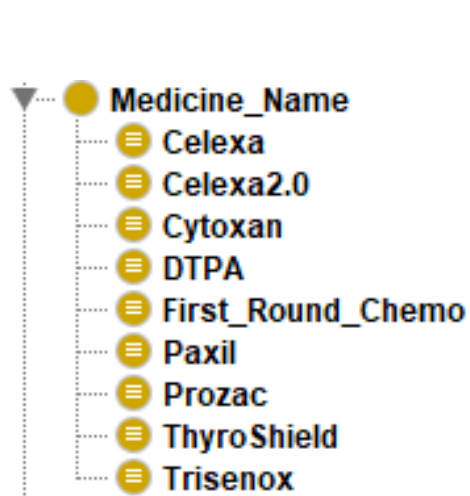 Medicine_Name
Celexa
Celexa2.0
Cytoxan
DTPA
First_Round_Chemo
Paxil
Prozac
ThyroShield
Trisenox